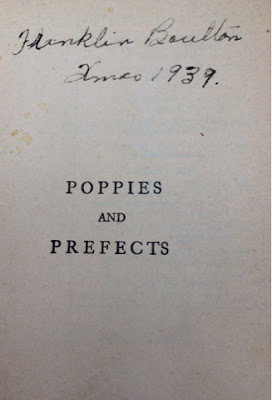 Franklin Boulton
Xmas 1939.
POPPIES
AND
PREFECTS